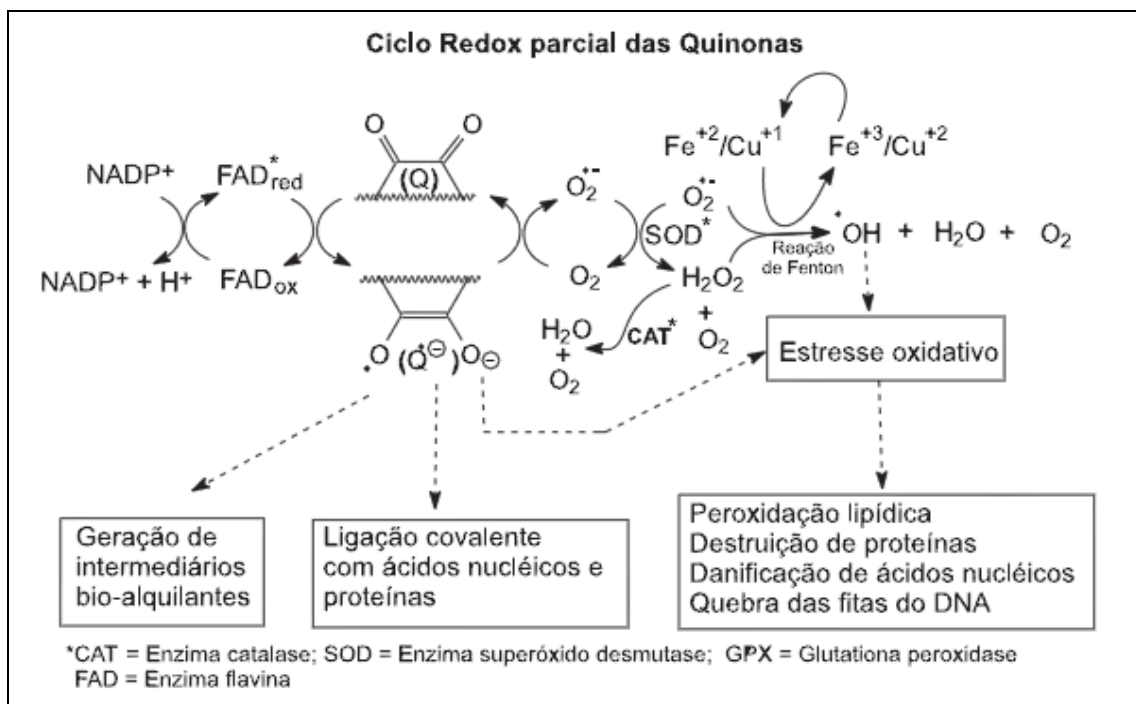 Ciclo Redox parcial das Quinonas
O O
(Q)
NADP+ FAD*red
NADP+ + H+ FADox
•O (Q•⊖) O⊖
O2•- O2
SOD*
O2•-
H2O2
+
O2
CAT*
H2O
+
O2
Fe+2/Cu+1 Fe+3/Cu+2
Reação
de Fenton
•OH + H2O + O2
Estresse oxidativo
Geração de
intermediários
bio-alquilantes
Ligação covalente
com ácidos nucléicos e
proteínas
Peroxidação lipídica
Destruição de proteínas
Danificação de ácidos nucléicos
Quebra das fitas do DNA
*CAT = Enzima catalase; SOD = Enzima superóxido desmutase; GPX = Glutationa peroxidase
FAD = Enzima flavina